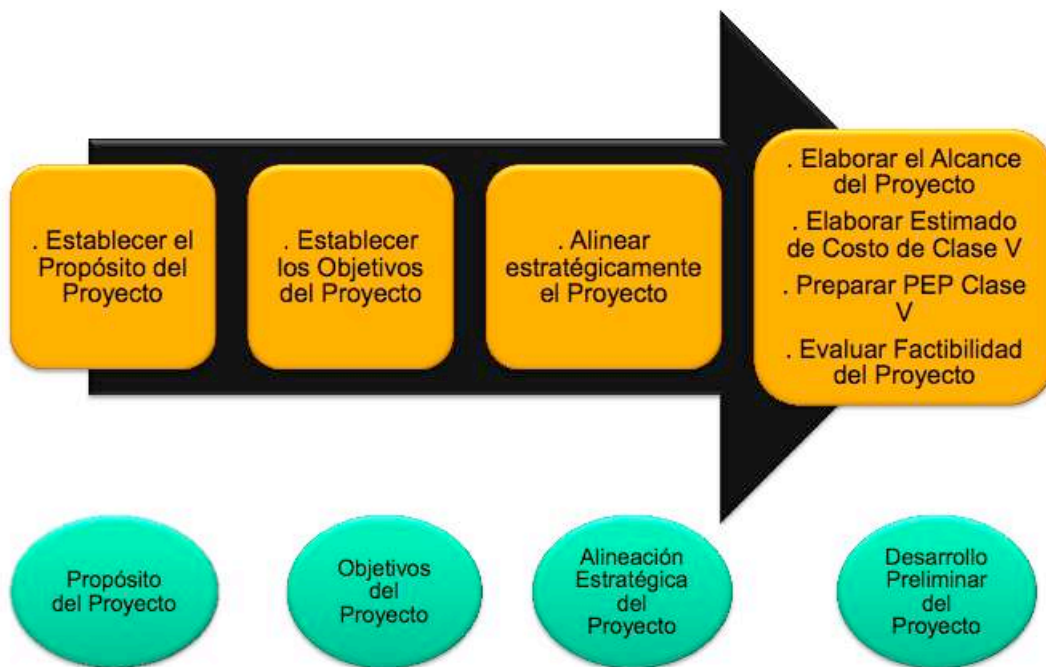 . Establecer el
Propósito del
Proyecto
. Establecer
los Objetivos
del Proyecto
. Alinear
estratégicamente
el Proyecto
. Elaborar el Alcance
del Proyecto
. Elaborar Estimado
de Costo de Clase V
. Preparar PEP Clase
V
. Evaluar Factibilidad
del Proyecto
Propósito
del Proyecto
Objetivos
del
Proyecto
Alineación
Estratégica
del
Proyecto
Desarrollo
Preliminar
del
Proyecto